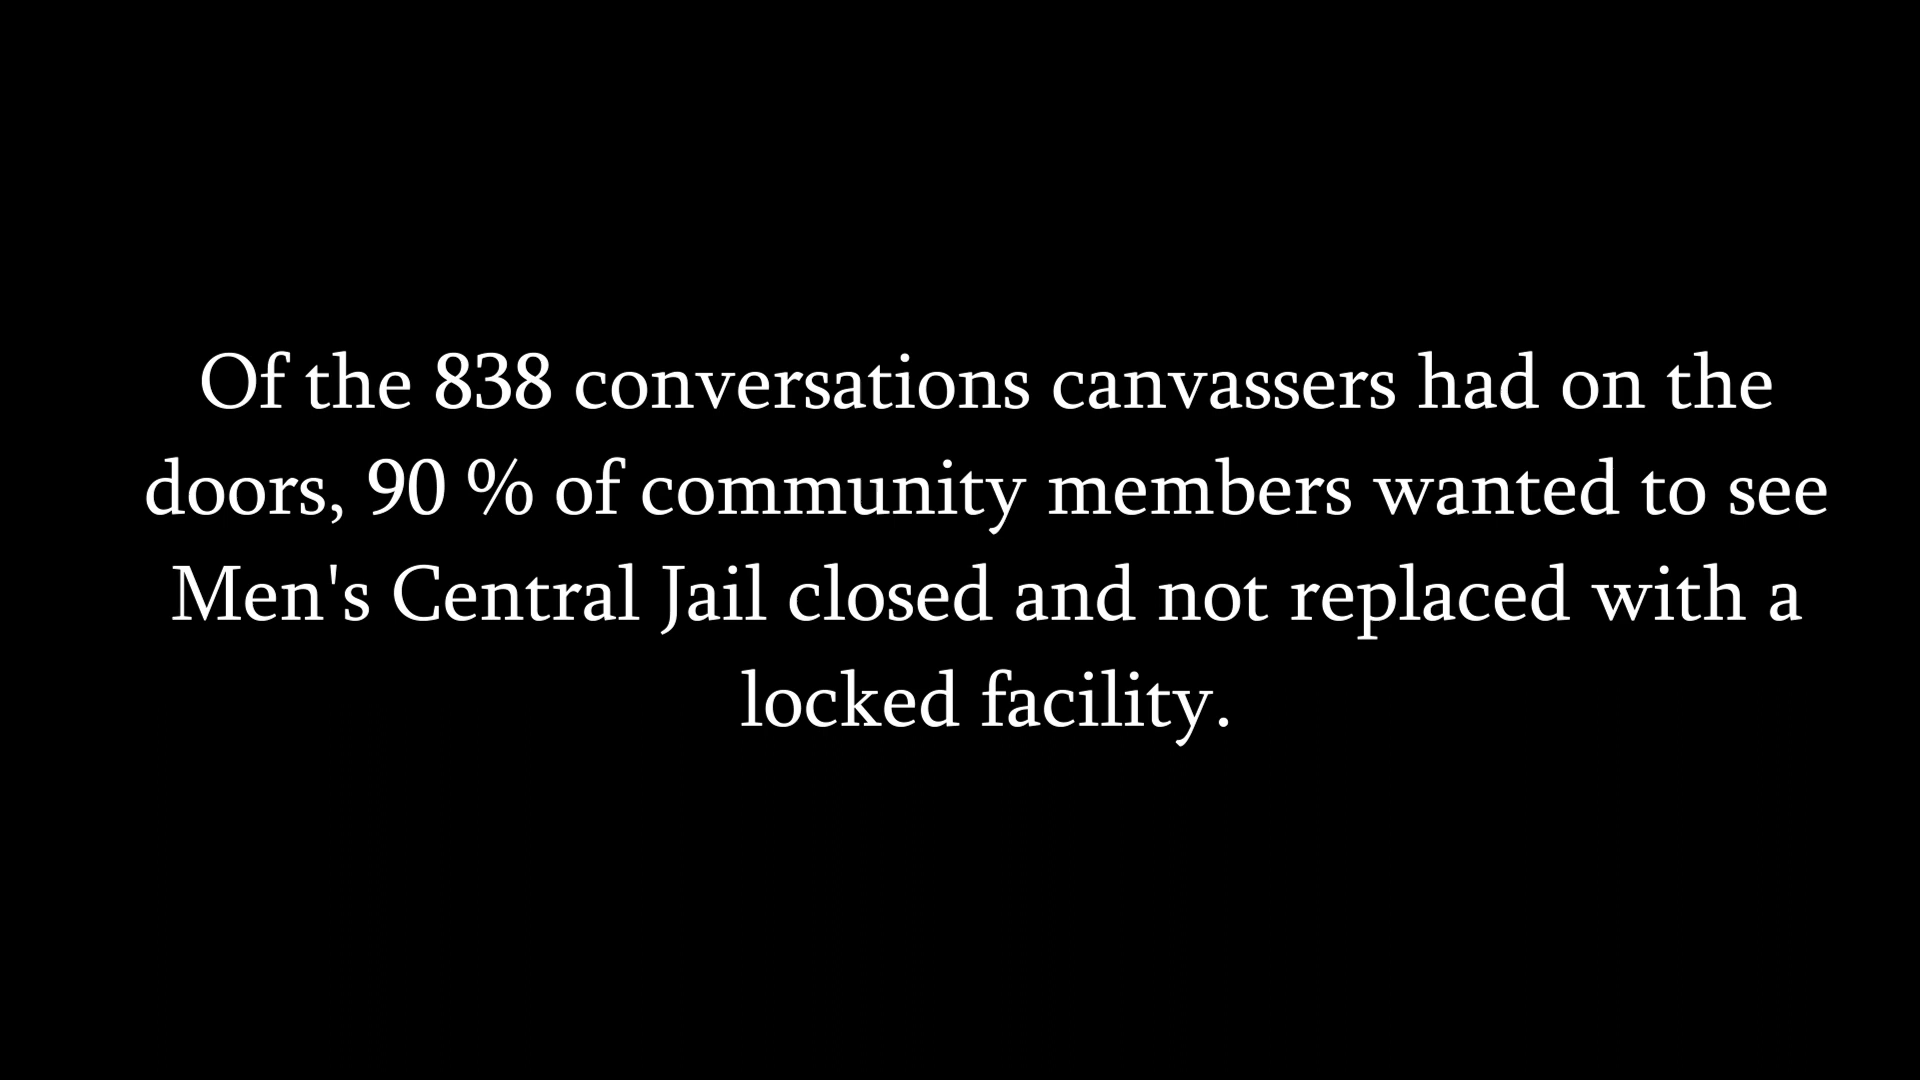 Of the 838 conversations canvassers had on the
doors, 90 % of community members wanted to see
Men's Central Jail closed and not replaced with a
locked facility.